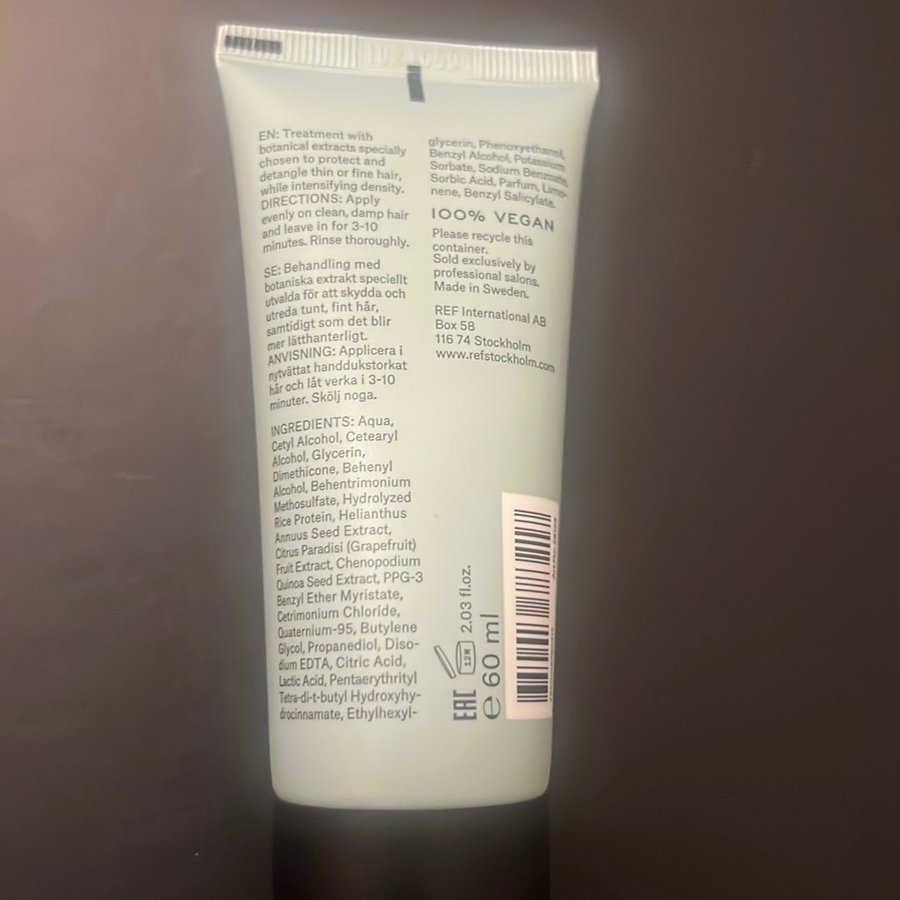 EN: Treatment with
botanical extracts specially
chosen to protect and
detangle thin or fine hair,
while intensifying density.
DIRECTIONS: Apply
evenly on clean, damp hair
and leave in for 3-10
minutes. Rinse thoroughly.
SE: Behandling med
botaniska extrakt speciellt
utvalda för att skydda och
utreda tunt, fint hår,
samtidigt som det blir
mer lätthanterligt.
ANVISNING: Applicera i
nytvättat handdukstorkat
hår och låt verka i 3-10
minuter. Skölj noga.
INGREDIENTS: Aqua,
Cetyl Alcohol, Cetearyl
Alcohol, Glycerin,
Dimethicone, Behenyl
Alcohol, Behentrimonium
Methosulfate, Hydrolyzed
Rice Protein, Helianthus
Annuus Seed Extract,
Citrus Paradisi (Grapefruit)
Fruit Extract, Chenopodium
Quinoa Seed Extract, PPG-3
Benzyl Ether Myristate,
Cetrimonium Chloride,
Quaternium-95, Butylene
Glycol, Propanediol, Diso-
dium EDTA, Citric Acid,
Lactic Acid, Pentaerythrityl
Tetra-di-t-butyl Hydroxyhy-
drocinnamate, Ethylhexyl-
glycerin, Phenoxyethanol,
Benzyl Alcohol, Potassium
Sorbate, Sodium Benzoate,
Sorbic Acid, Parfum, Limo-
nene, Benzyl Salicylate.
100% VEGAN
Please recycle this
container.
Sold exclusively by
professional salons.
Made in Sweden.
REF International AB
Box 58
116 74 Stockholm
www.refstockholm.com
EAC
12M
2.03 fl.oz.
e 60 ml